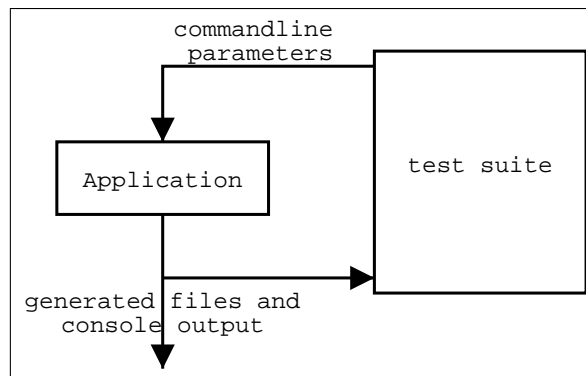 commandline
parameters
Application
test suite
generated files and
console output